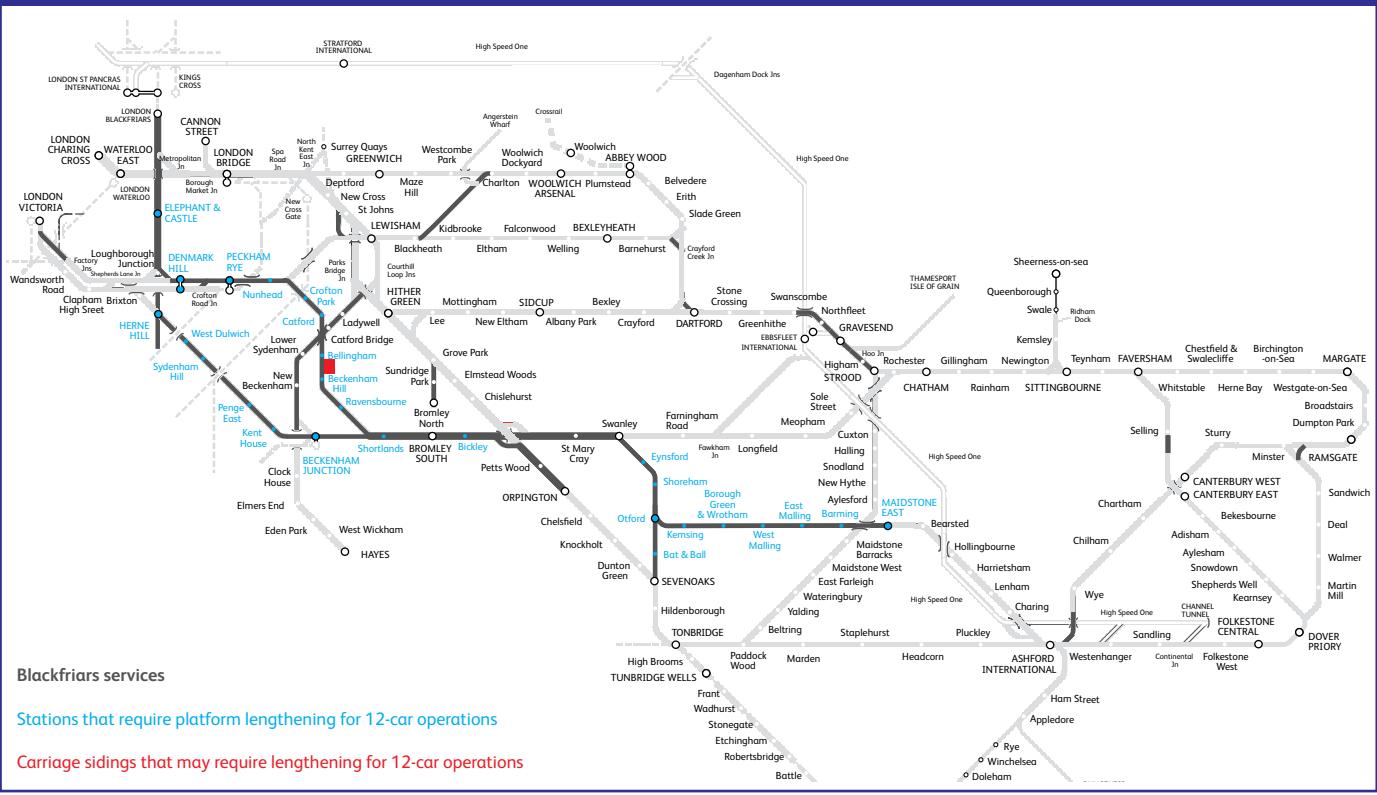 STRATFORD
INTERNATIONAL
High Speed One
Dagenham Dock Jns
LONDON ST PANCRAS
INTERNATIONAL
KINGS
CROSS
LONDON
BLACKFRIARS
CANNON
STREET
Angerstein
Wharf
Crossrail
LONDON
CHARING
CROSS
WATERLOO
EAST
Metropolitan
Jn
LONDON
BRIDGE
Spa
Road
Jn
North
Kent
East
Jn
Surrey Quays
GREENWICH
Westcombe
Park
Woolwich
Dockyard
Woolwich
ABBEY WOOD
High Speed One
LONDON
WATERLOO
Borough
Market Jn
Deptford
Maze
Hill
Charlton
WOOLWICH
ARSENAL
Plumstead
Belvedere
Erith
Slade Green
LONDON
VICTORIA
ELEPHANT &
CASTLE
New
Cross
Gate
New Cross
St Johns
LEWISHAM
Blackheath
Kidbrooke
Eltham
Falconwood
Welling
BEXLEYHEATH
Barnehurst
Crayford
Creek Jn
Loughborough
Junction
Factory
Jns
Shepherds Lane Jn
DENMARK
HILL
PECKHAM
RYE
Parks
Bridge
Jn
Courthill
Loop Jns
Wandsworth
Road
Clapham
High Sreet
Brixton
Crofton
Road Jn
Nunhead
Crofton
Park
HITHER
GREEN
Mottingham
SIDCUP
Bexley
Stone
Crossing
Swanscombe
Northfleet
THAMESPORT
ISLE OF GRAIN
Sheerness-on-sea
Queenborough
Swale
Ridham
Dock
Kemsley
HERNE
HILL
West Dulwich
Catford
Ladywell
Catford Bridge
Lee
New Eltham
Albany Park
Crayford
DARTFORD
Greenhithe
EBBSFLEET
INTERNATIONAL
GRAVESEND
Hoo Jn
Higham
STROOD
Rochester
Gillingham
Newington
Teynham
FAVERSHAM
Chestfield &
Swalecliffe
Birchington
-on-Sea
MARGATE
Sydenham
Hill
Lower
Sydenham
Bellingham
Beckenham
Hill
Grove Park
Sundridge
Park
Elmstead Woods
Chislehurst
CHATHAM
Rainham
SITTINGBOURNE
Whitstable
Herne Bay
Westgate-on-Sea
Broadstairs
Dumpton Park
New
Beckenham
Ravensbourne
Bromley
North
Penge
East
Kent
House
Sole
Street
Meopham
Farningham
Road
Swanley
Selling
Sturry
Minster
RAMSGATE
BECKENHAM
JUNCTION
Shortlands
BROMLEY
SOUTH
Bickley
St Mary
Cray
Fawkham
Jn
Longfield
Cuxton
Halling
Snodland
New Hythe
Aylesford
High Speed One
Clock
House
Petts Wood
Eynsford
Shoreham
CANTERBURY WEST
CANTERBURY EAST
Sandwich
Elmers End
ORPINGTON
Borough
Green
& Wrotham
East
Malling
Barming
MAIDSTONE
EAST
Chartham
Bekesbourne
Eden Park
West Wickham
HAYES
Chelsfield
Otford
Kemsing
West
Malling
Bearsted
Adisham
Deal
Knockholt
Bat & Ball
Maidstone
Barracks
Hollingbourne
Chilham
Aylesham
Snowdown
Walmer
Dunton
Green
SEVENOAKS
Maidstone West
East Farleigh
Wateringbury
Yalding
Beltring
Harrietsham
Lenham
High Speed One
Charing
Wye
Shepherds Well
Kearsney
Martin
Mill
Hildenborough
High Speed One
CHANNEL
TUNNEL
FOLKESTONE
CENTRAL
TONBRIDGE
Staplehurst
Pluckley
Sandling
DOVER
PRIORY
High Brooms
TUNBRIDGE WELLS
Paddock
Wood
Marden
Headcorn
ASHFORD
INTERNATIONAL
Westenhanger
Continental
Jn
Folkestone
West
Frant
Wadhurst
Stonegate
Etchingham
Robertsbridge
Battle
Ham Street
Appledore
Rye
Winchelsea
Doleham
Blackfriars services
Stations that require platform lengthening for 12-car operations
Carriage sidings that may require lengthening for 12-car operations